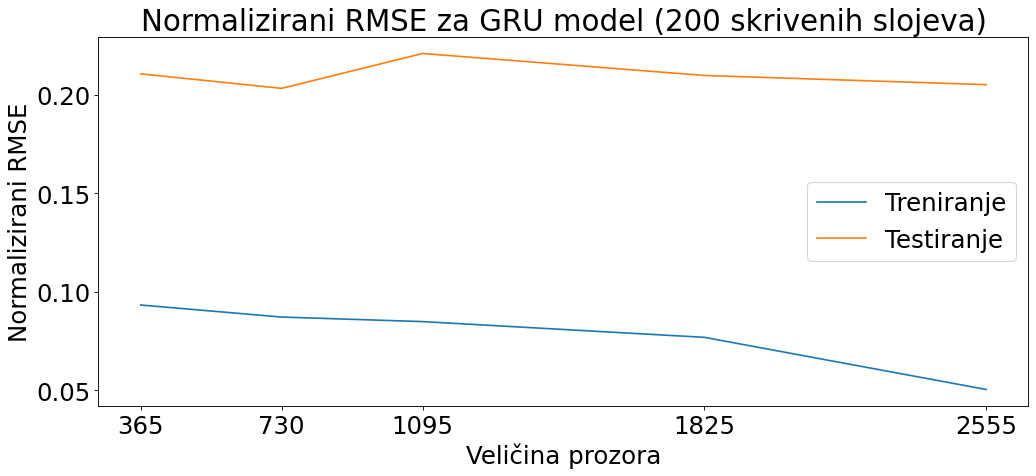 Normalizirani RMSE za GRU model (200 skrivenih slojeva)
Normalizirani RMSE
0.20
0.15
0.10
0.05
Treniranje
Testiranje
365 730 1095 1825 2555
Veličina prozora